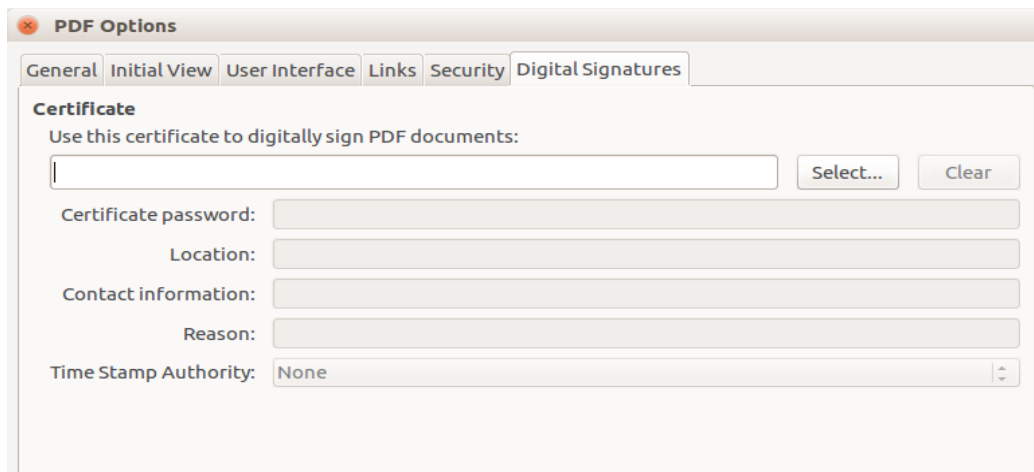 PDF Options
General Initial View User Interface Links Security Digital Signatures
Certificate
Use this certificate to digitally sign PDF documents:
Select... Clear
Certificate password:
Location:
Contact information:
Reason:
Time Stamp Authority: None